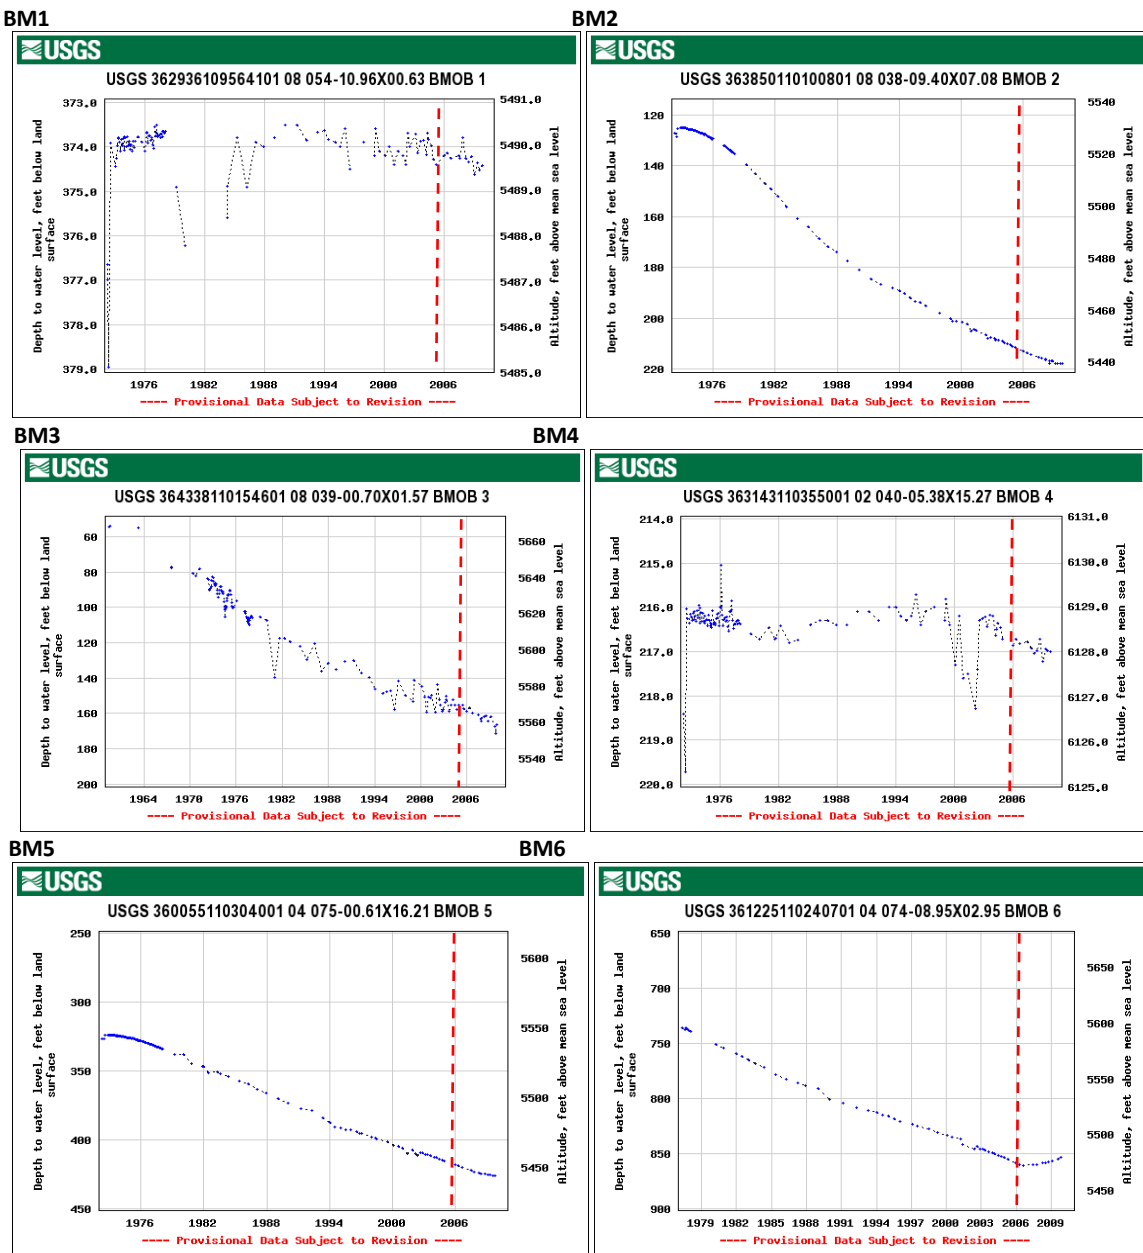 BM1
BM2
USGS
USGS 362936109564101 08 054-10.96X00.63 BMOB 1
Depth to water level, feet below land
surface
373.0
374.0
375.0
376.0
377.0
378.0
379.0
5491.0
5490.0
5489.0
5488.0
5487.0
5486.0
5485.0
Altitude, feet above mean sea level
1976 1982 1988 1994 2000 2006
---- Provisional Data Subject to Revision ----
USGS
USGS 363850110100801 08 038-09.40X07.08 BMOB 2
Depth to water level, feet below land
surface
120
140
160
180
200
220
5540
5520
5500
5480
5460
5440
Altitude, feet above mean sea level
1976 1982 1988 1994 2000 2006
---- Provisional Data Subject to Revision ----
BM3
BM4
USGS
USGS 364338110154601 08 039-00.70X01.57 BMOB 3
Depth to water level, feet below land
surface
60
80
100
120
140
160
180
200
5660
5640
5620
5600
5580
5560
5540
Altitude, feet above mean sea level
1964 1970 1976 1982 1988 1994 2000 2006
---- Provisional Data Subject to Revision ----
USGS
USGS 363143110355001 02 040-05.38X15.27 BMOB 4
Depth to water level, feet below land
surface
214.0
215.0
216.0
217.0
218.0
219.0
220.0
6131.0
6130.0
6129.0
6128.0
6127.0
6126.0
6125.0
Altitude, feet above mean sea level
1976 1982 1988 1994 2000 2006
---- Provisional Data Subject to Revision ----
BM5
BM6
USGS
USGS 360055110304001 04 075-00.61X16.21 BMOB 5
Depth to water level, feet below land
surface
250
300
350
400
450
5600
5550
5500
5450
Altitude, feet above mean sea level
1976 1982 1988 1994 2000 2006
---- Provisional Data Subject to Revision ----
USGS
USGS 361225110240701 04 074-08.95X02.95 BMOB 6
Depth to water level, feet below land
surface
650
700
750
800
850
900
5650
5600
5550
5500
5450
Altitude, feet above mean sea level
1979 1982 1985 1988 1991 1994 1997 2000 2003 2006 2009
---- Provisional Data Subject to Revision ----